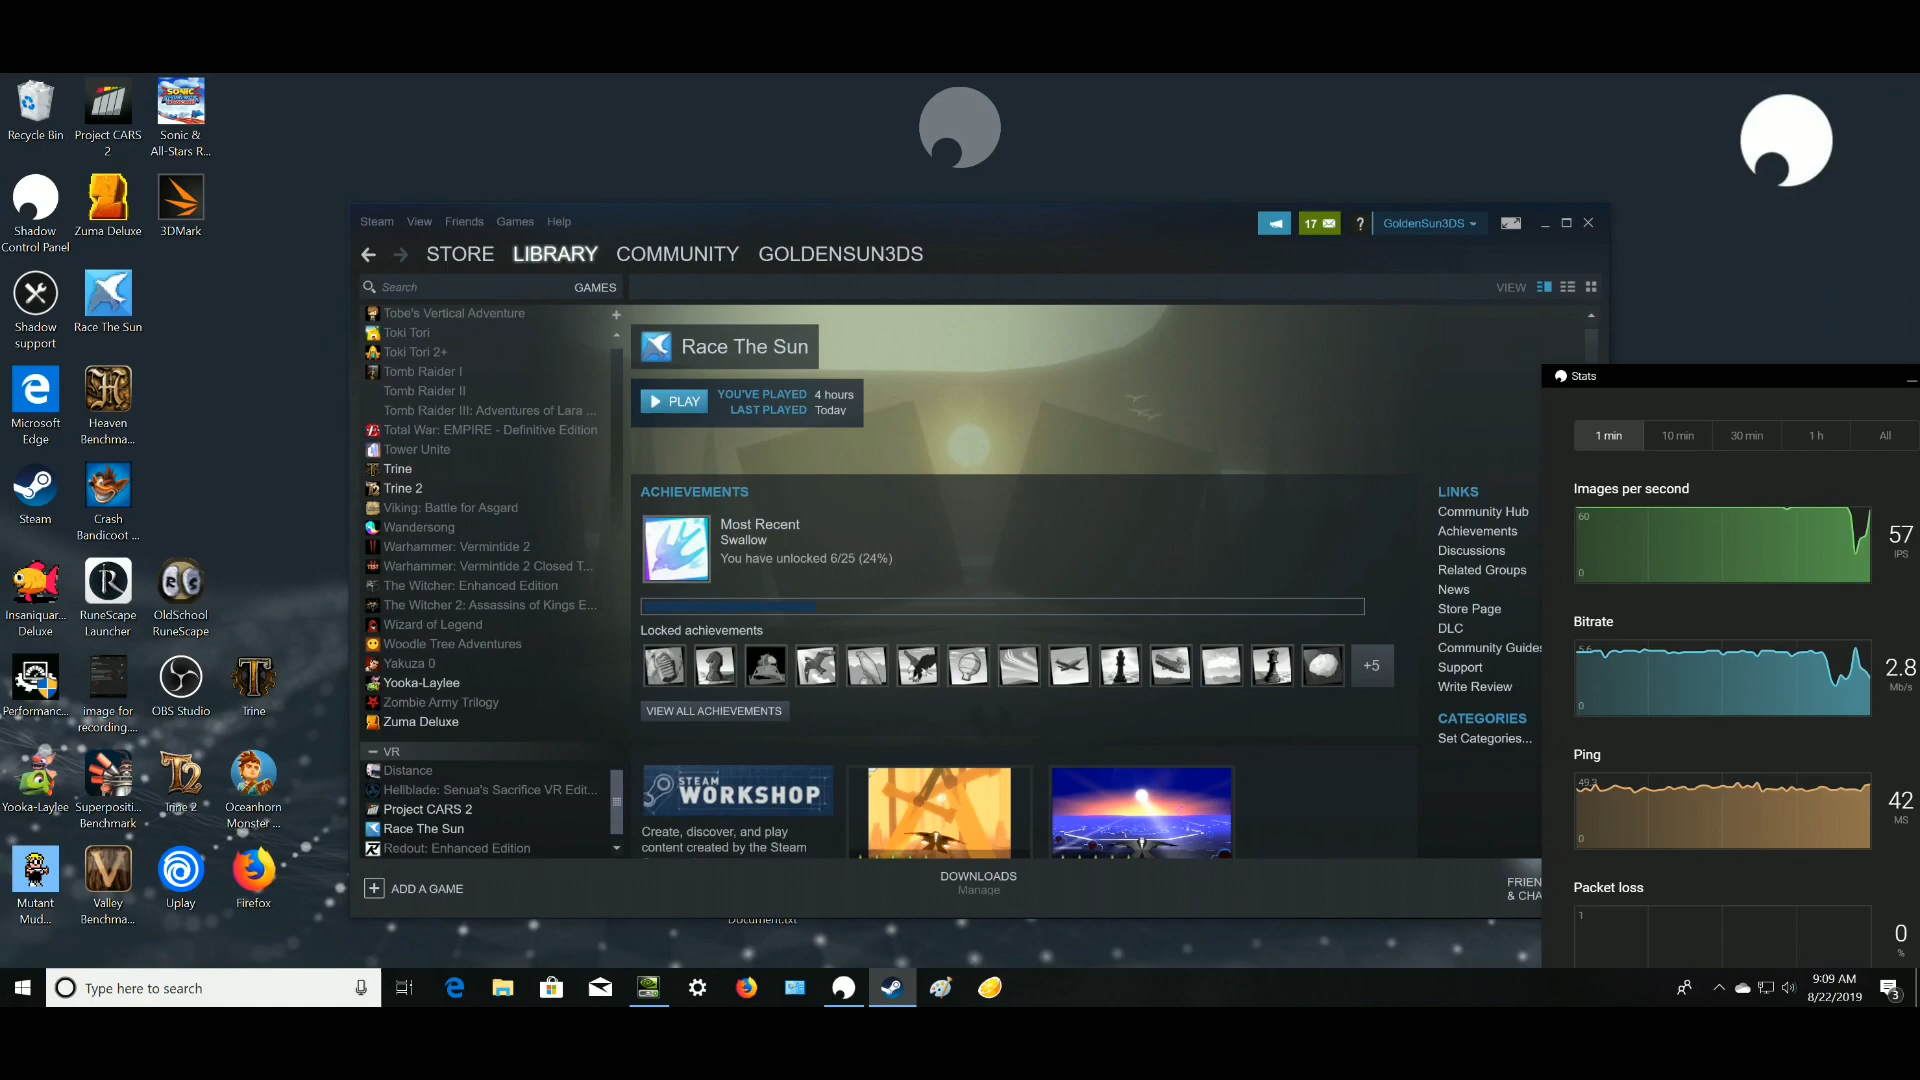 Recycle Bin
Project CARS 2
Sonic & All-Stars R...
Shadow Control Panel
Zuma Deluxe
3DMark
Shadow support
Race The Sun
Microsoft Edge
Heaven Benchma...
Steam
Crash Bandicoot ...
Insaniquar... Deluxe
RuneScape Launcher
OldSchool RuneScape
Performanc...
image for recording....
OBS Studio
Trine
Yooka-Laylee
Superpositi... Benchmark
Trine 2
Oceanhorn Monster ...
Mutant Mud...
Valley Benchma...
Uplay
Firefox
Steam View Friends Games Help
17
?
GoldenSun3DS
STORE LIBRARY COMMUNITY GOLDENSUN3DS
Search GAMES
VIEW
Tobe's Vertical Adventure
Toki Tori
Toki Tori 2+
Tomb Raider I
Tomb Raider II
Tomb Raider III: Adventures of Lara ...
Total War: EMPIRE - Definitive Edition
Tower Unite
Trine
Trine 2
Viking: Battle for Asgard
Wandersong
Warhammer: Vermintide 2
Warhammer: Vermintide 2 Closed T...
The Witcher: Enhanced Edition
The Witcher 2: Assassins of Kings E...
Wizard of Legend
Woodle Tree Adventures
Yakuza 0
Yooka-Laylee
Zombie Army Trilogy
Zuma Deluxe
VR
Distance
Hellblade: Senua's Sacrifice VR Edit...
Project CARS 2
Race The Sun
Redout: Enhanced Edition
ADD A GAME
Race The Sun
PLAY
YOU'VE PLAYED 4 hours
LAST PLAYED Today
ACHIEVEMENTS
Most Recent
Swallow
You have unlocked 6/25 (24%)
Locked achievements
+5
VIEW ALL ACHIEVEMENTS
STEAM
WORKSHOP
Create, discover, and play
content created by the Steam
LINKS
Community Hub
Achievements
Discussions
Related Groups
News
Store Page
DLC
Community Guides
Support
Write Review
CATEGORIES
Set Categories...
DOWNLOADS
Manage
FRIEN
& CHA
Document.txt
Stats
1 min 10 min 30 min 1 h All
Images per second
60
0
57
IPS
Bitrate
5.6
0
2.8
Mb/s
Ping
49.3
0
42
MS
Packet loss
1
0
%
Type here to search
9:09 AM
8/22/2019
3